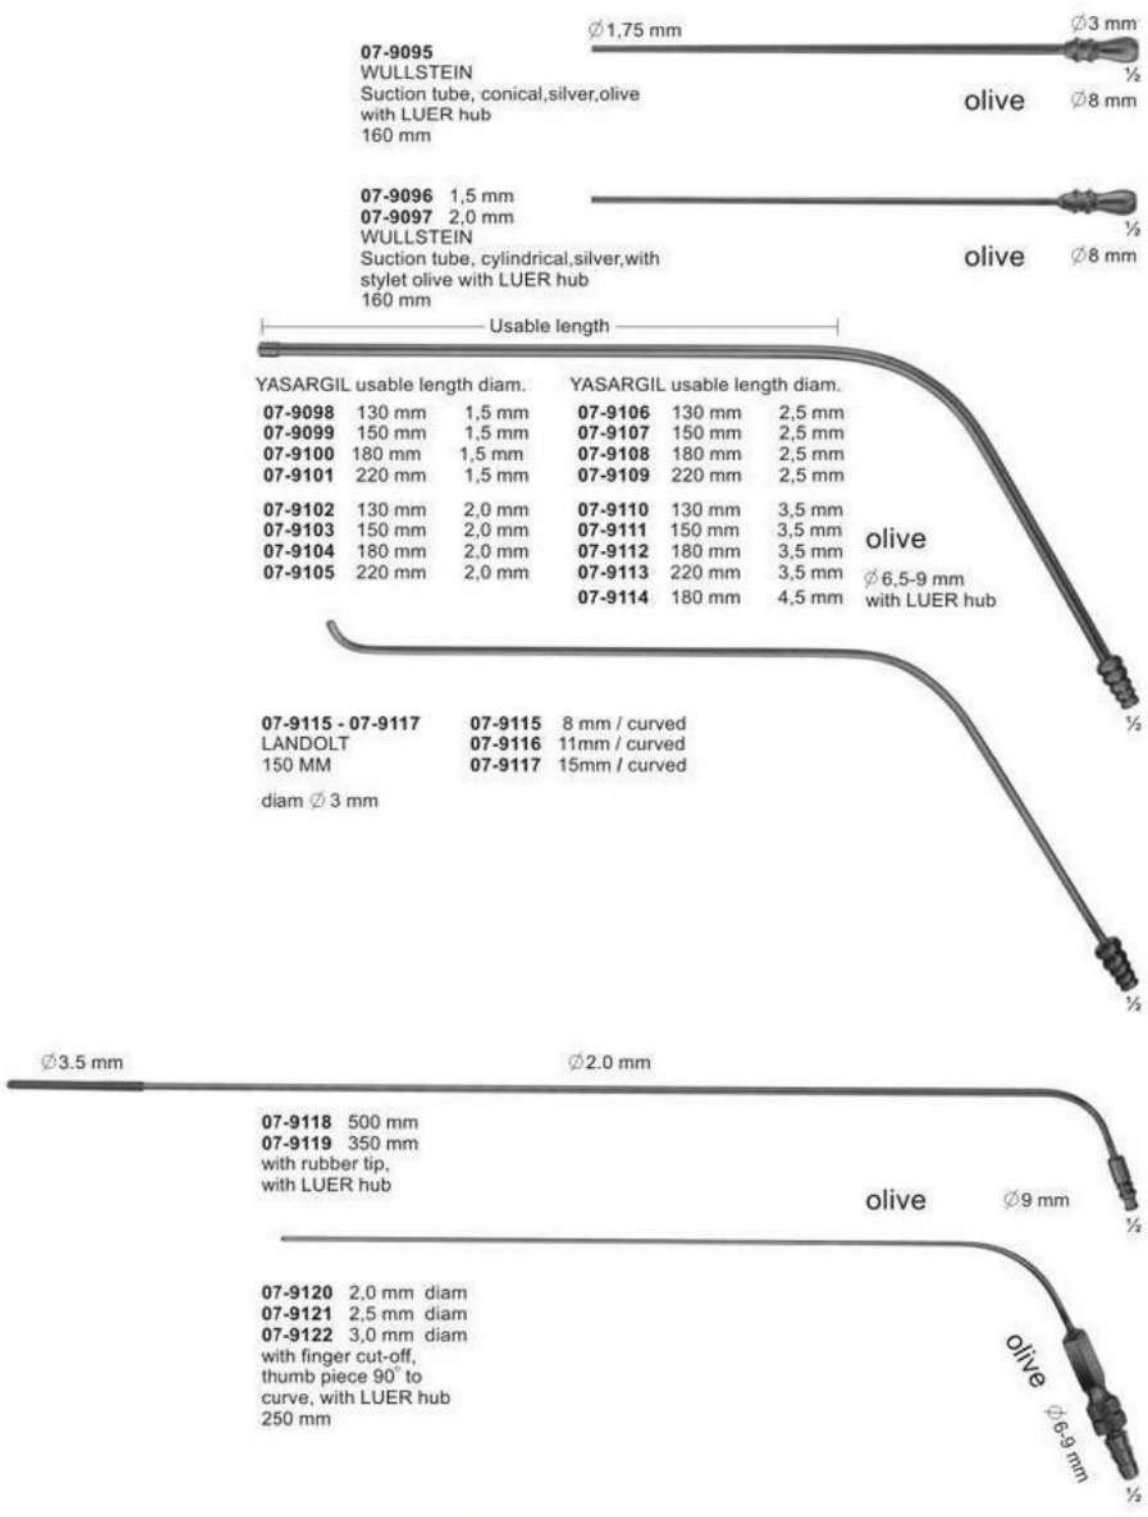 Ø1,75 mm Ø3 mm
07-9095
WULLSTEIN
Suction tube, conical,silver,olive
with LUER hub
160 mm
½
olive Ø8 mm
07-9096 1,5 mm
07-9097 2,0 mm
WULLSTEIN
Suction tube, cylindrical,silver,with
stylet olive with LUER hub
160 mm
½
olive Ø8 mm
Usable length
YASARGIL usable length diam.
07-9098 130 mm 1,5 mm
07-9099 150 mm 1,5 mm
07-9100 180 mm 1,5 mm
07-9101 220 mm 1,5 mm
07-9102 130 mm 2,0 mm
07-9103 150 mm 2,0 mm
07-9104 180 mm 2,0 mm
07-9105 220 mm 2,0 mm
YASARGIL usable length diam.
07-9106 130 mm 2,5 mm
07-9107 150 mm 2,5 mm
07-9108 180 mm 2,5 mm
07-9109 220 mm 2,5 mm
07-9110 130 mm 3,5 mm
07-9111 150 mm 3,5 mm
07-9112 180 mm 3,5 mm
07-9113 220 mm 3,5 mm
07-9114 180 mm 4,5 mm
olive
Ø 6,5-9 mm
with LUER hub
½
07-9115 - 07-9117
LANDOLT
150 MM
diam Ø 3 mm
07-9115 8 mm / curved
07-9116 11mm / curved
07-9117 15mm / curved
½
Ø3.5 mm Ø2.0 mm
07-9118 500 mm
07-9119 350 mm
with rubber tip,
with LUER hub
olive Ø9 mm
½
07-9120 2,0 mm diam
07-9121 2,5 mm diam
07-9122 3,0 mm diam
with finger cut-off,
thumb piece 90° to
curve, with LUER hub
250 mm
olive
Ø6-9 mm
½